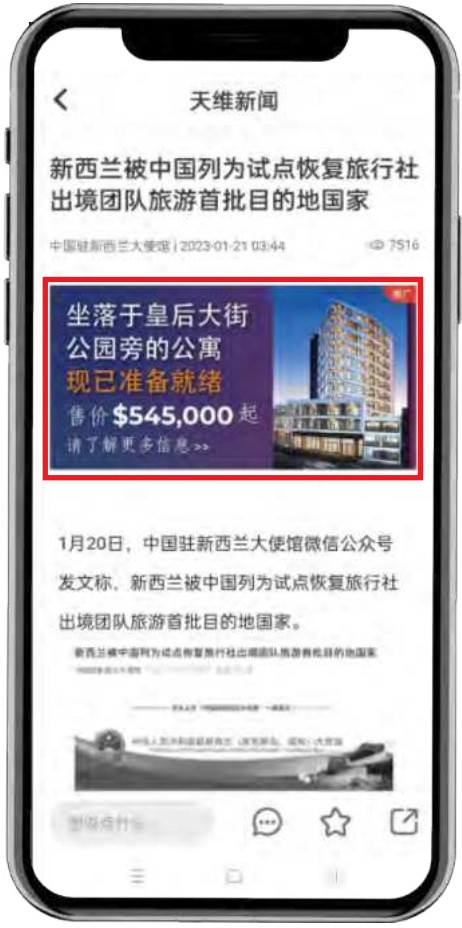 天维新闻
新西兰被中国列为试点恢复旅行社
出境团队旅游首批目的地国家
中国驻新西兰大使馆 | 2023-01-21 03:44
7516
推广
坐落于皇后大街
公园旁的公寓
现已准备就绪
售价 $545,000 起
请了解更多信息 >>
1月20日，中国驻新西兰大使馆微信公众号
发文称，新西兰被中国列为试点恢复旅行社
出境团队旅游首批目的地国家。
新西兰被中国列为试点恢复旅行社出境团队旅游首批目的地国家